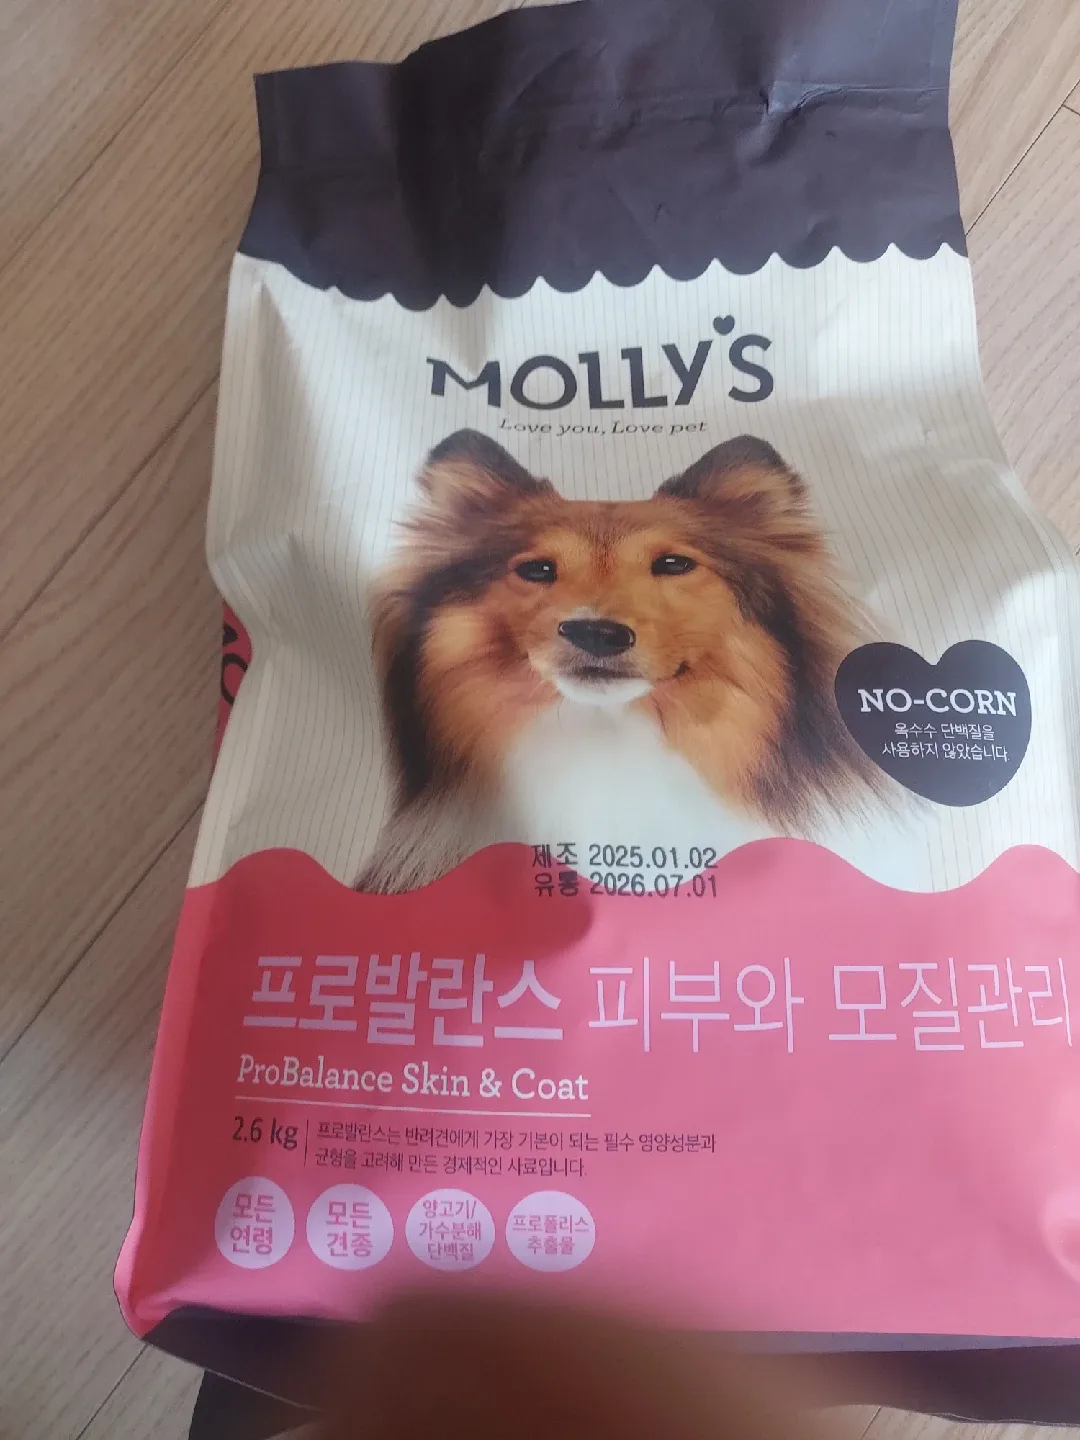 MOLLY'S
Love you, Love pet
NO-CORN
옥수수 단백질을
사용하지 않았습니다.
제조 2025.01.02
유통 2026.07.01
프로발란스 피부와 모질관리
ProBalance Skin & Coat
2.6 kg
프로발란스는 반려견에게 가장 기본이 되는 필수 영양성분과
균형을 고려해 만든 경제적인 사료입니다.
모든
연령
모든
견종
양고기/
가수분해
단백질
프로폴리스
추출물